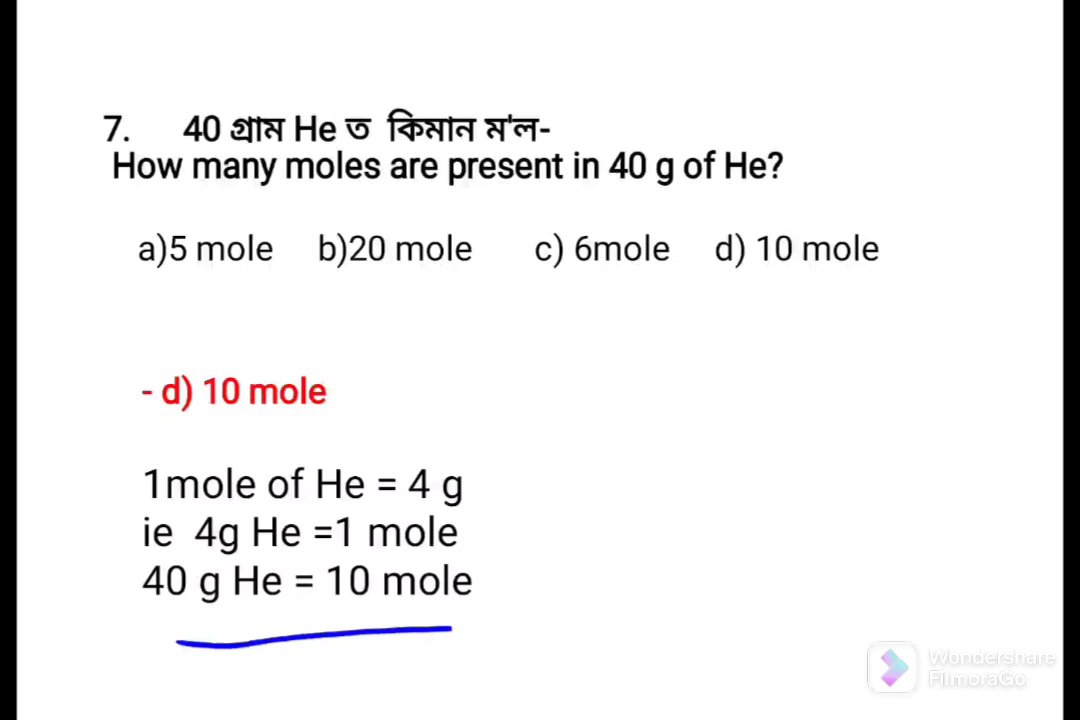 7. 40 গ্ৰাম He ত কিমান ম'ল-
How many moles are present in 40 g of He?
a)5 mole b)20 mole c) 6mole d) 10 mole
- d) 10 mole
1mole of He = 4 g
ie 4g He =1 mole
40 g He = 10 mole
Wondershare
FilmoraGo